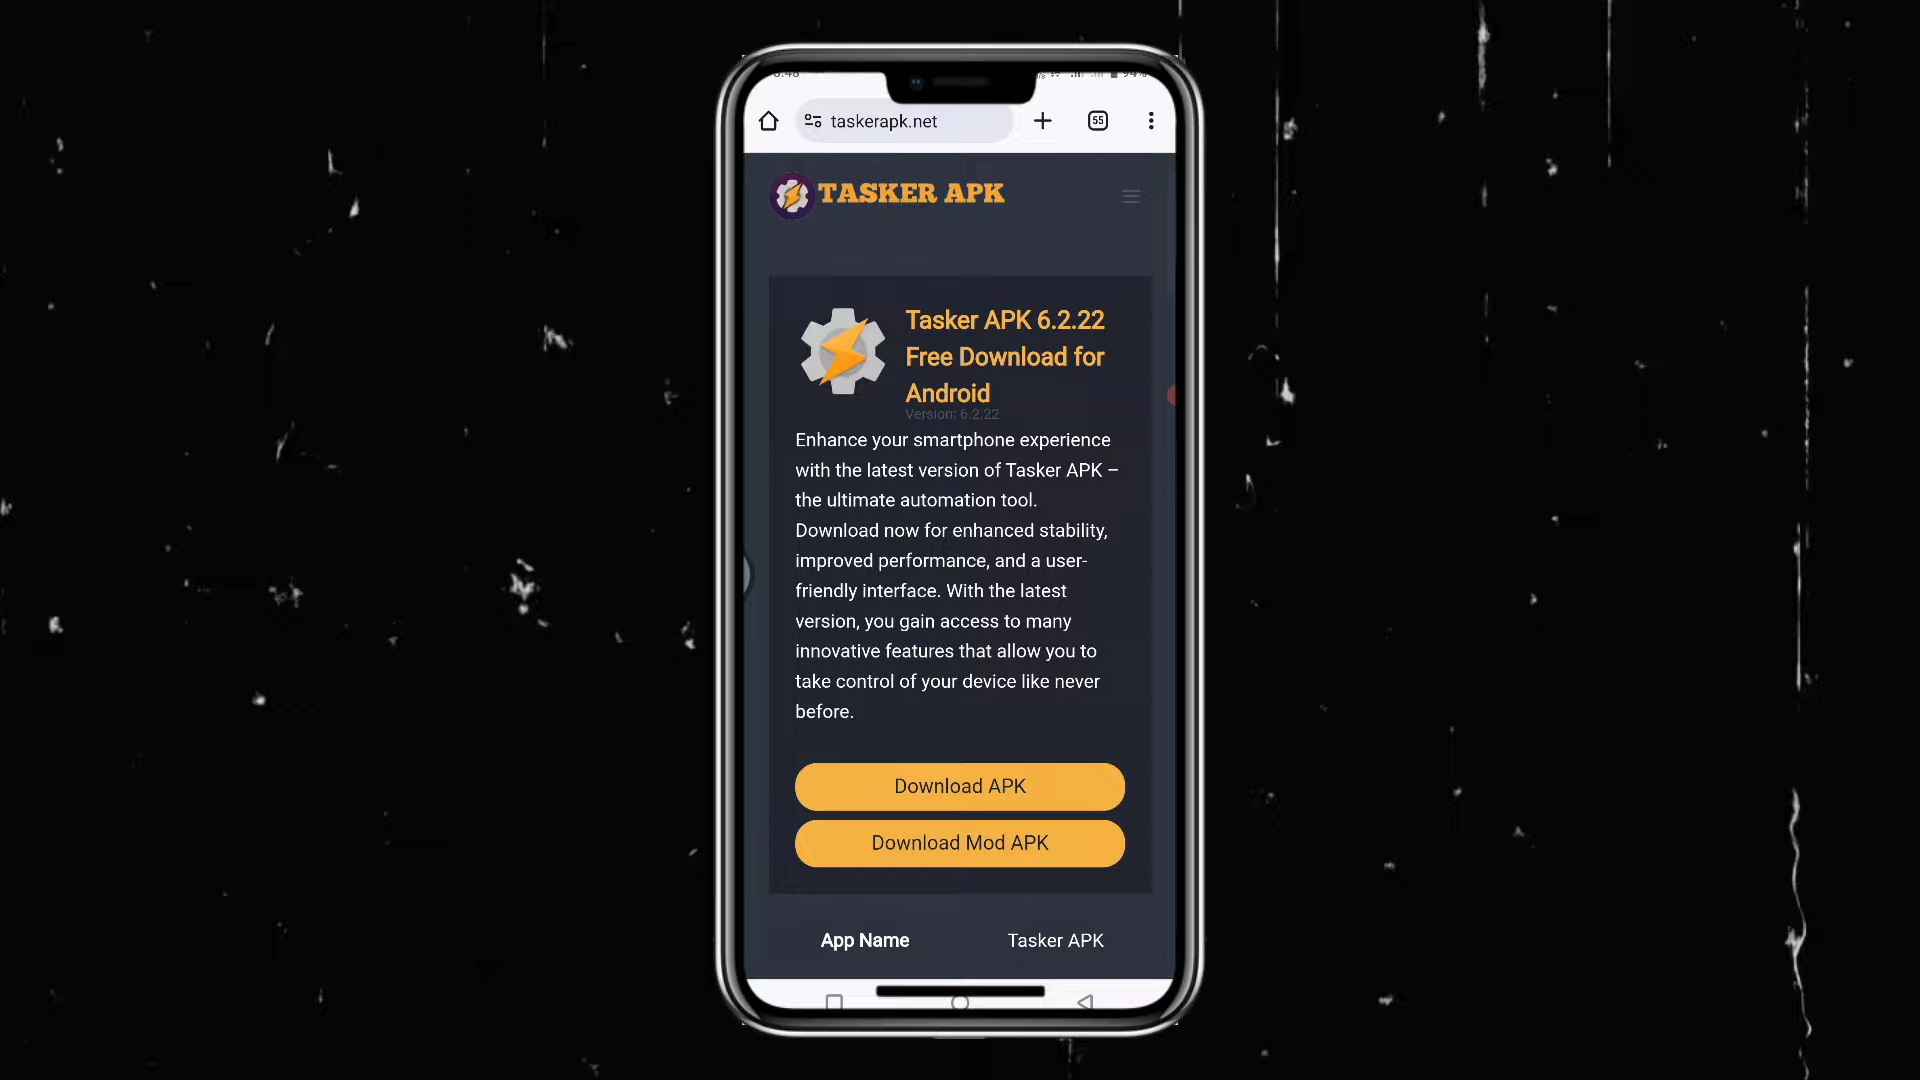 taskerapk.net
55
TASKER APK
Tasker APK 6.2.22
Free Download for
Android
Version: 6.2.22
Enhance your smartphone experience
with the latest version of Tasker APK –
the ultimate automation tool.
Download now for enhanced stability,
improved performance, and a user-
friendly interface. With the latest
version, you gain access to many
innovative features that allow you to
take control of your device like never
before.
Download APK
Download Mod APK
App Name Tasker APK